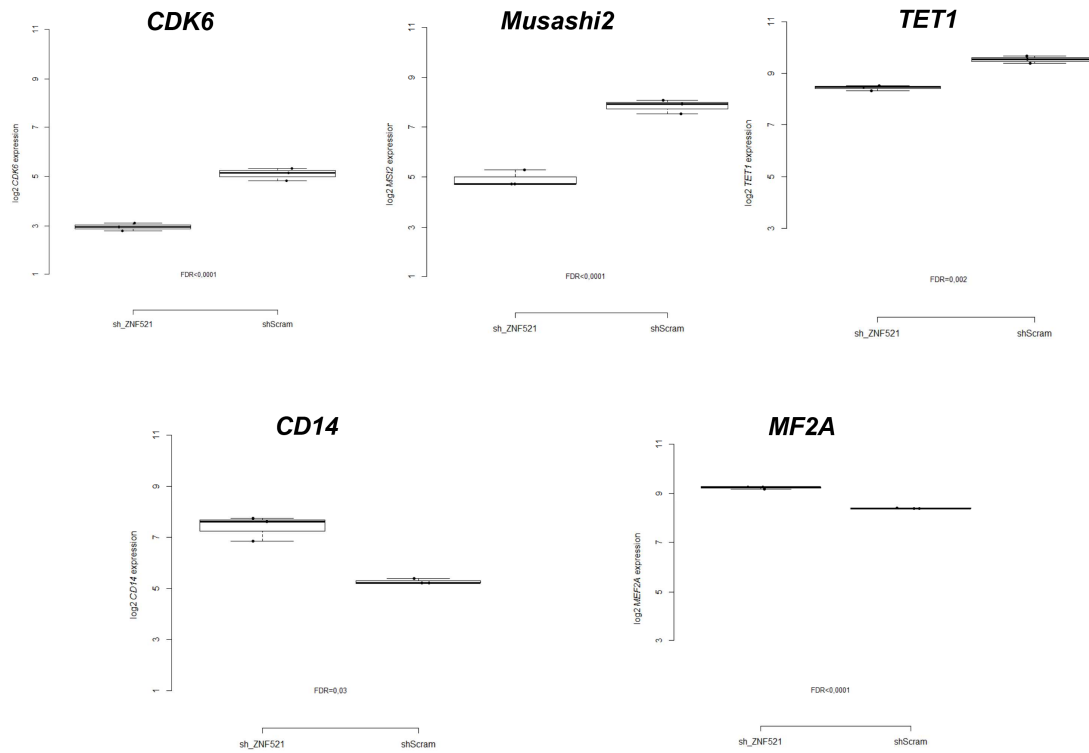 CDK6
11
9
7
5
3
1
log2 CDK6 expression
FDR<0,0001
sh_ZNF521
shScram
Musashi2
11
9
7
5
3
1
log2 MSI2 expression
FDR<0,0001
sh_ZNF521
shScram
TET1
11
9
7
5
3
log2 TET1 expression
FDR=0,002
sh_ZNF521
shScram
CD14
11
9
7
5
3
1
log2 CD14 expression
FDR=0,03
sh_ZNF521
shScram
MF2A
11
9
7
5
3
log2 MEF2A expression
FDR<0,0001
sh_ZNF521
shScram